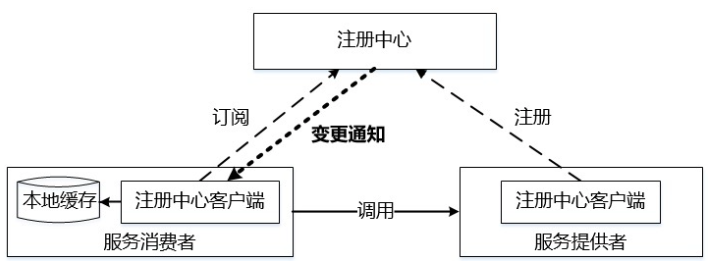 注册中心
订阅
变更通知
注册
本地缓存
注册中心客户端
调用
注册中心客户端
服务消费者
服务提供者